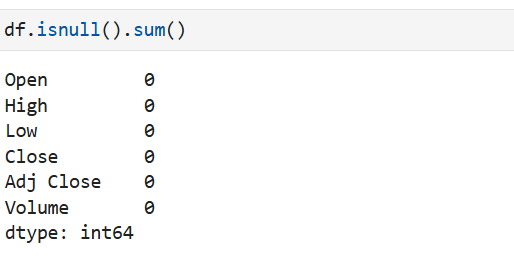 df.isnull().sum()
Open 0
High 0
Low 0
Close 0
Adj Close 0
Volume 0
dtype: int64